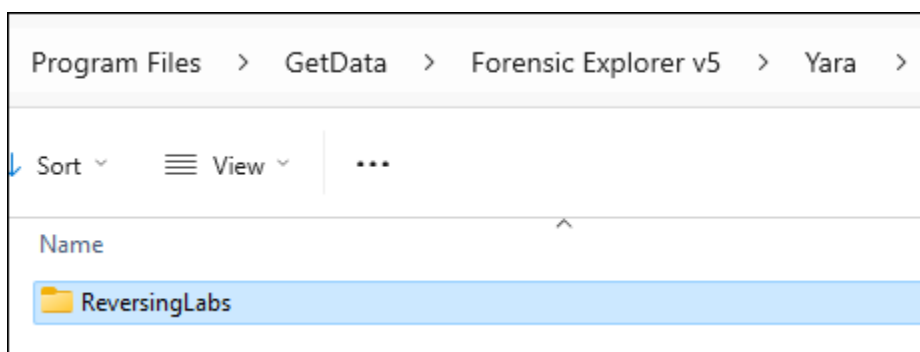 Program Files > GetData > Forensic Explorer v5 > Yara >
Sort View ...
Name
ReversingLabs